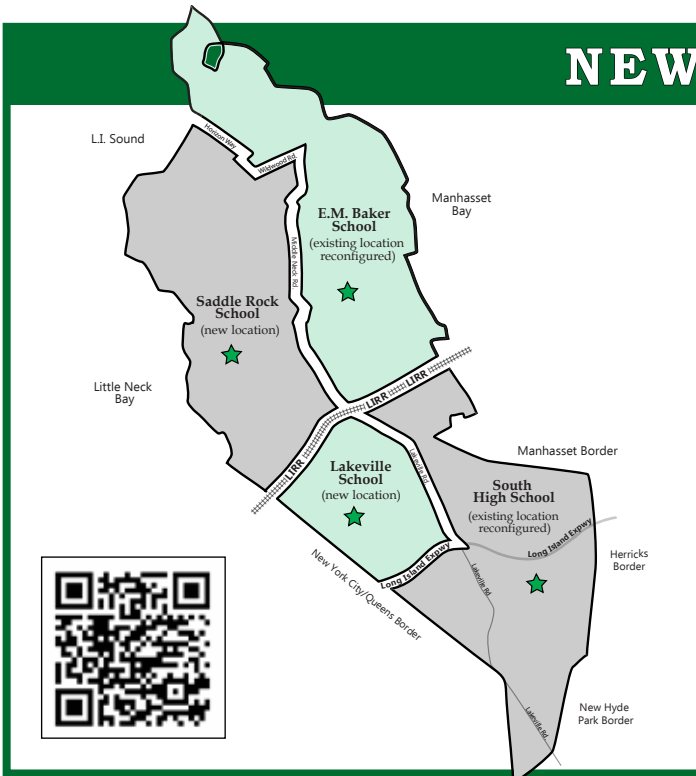 NEW
L.I. Sound
Horizon Way
Wildwood Rd.
Manhasset
Bay
E.M. Baker
School
(existing location
reconfigured)
Middle Neck Rd.
Saddle Rock
School
(new location)
Little Neck
Bay
LIRR
LIRR
LIRR
Lakeville Rd.
Manhasset Border
Lakeville
School
(new location)
South
High School
(existing location
reconfigured)
Long Island Expwy
Herricks
Border
Long Island Expwy
New York City/Queens Border
Lakeville Rd.
Lakeville Rd.
New Hyde
Park Border